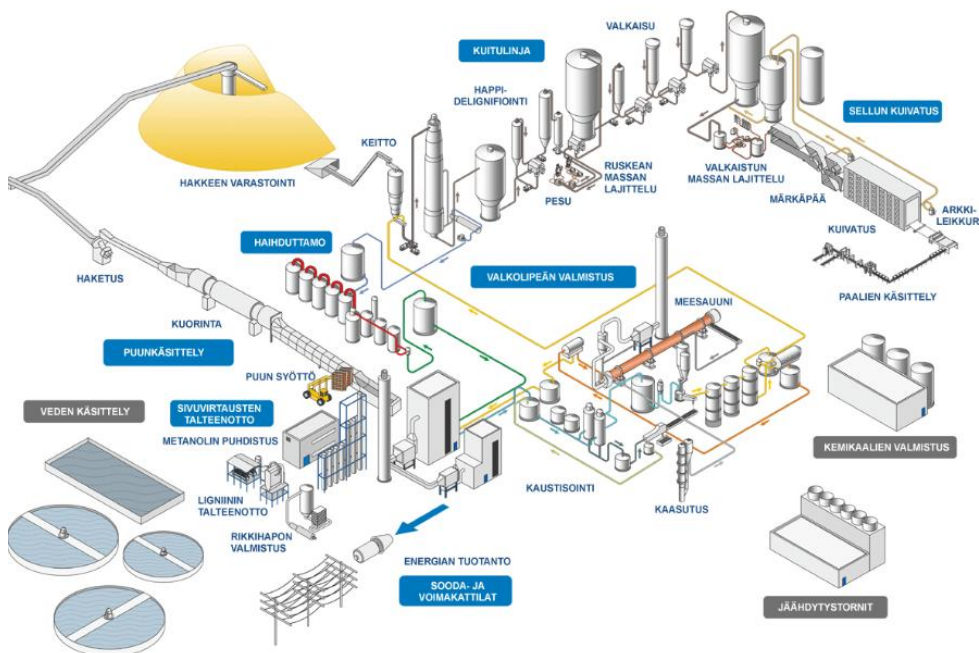 VALKAISU
KUITULINJA
HAPPI-
DELIGNIFIOINTI
SELLUN KUIVATUS
KEITTO
HAKKEEN VARASTOINTI
RUSKEAN
MASSAN
LAJITTELU
PESU
VALKAISTUN
MASSAN LAJITTELU
MÄRKÄPÄÄ
ARKKI-
LEIKKUR
KUIVATUS
HAIHDUTTAMO
HAKETUS
VALKOLIPEÄN VALMISTUS
PAALIEN KÄSITTELY
MEESAUUNI
KUORINTA
PUUNKÄSITTELY
PUUN SYÖTTÖ
VEDEN KÄSITTELY
SIVUVIRTAUSTEN
TALTEENOTTO
METANOLIN PUHDISTUS
KEMIKAALIEN VALMISTUS
KAUSTISOINTI
LIGNIININ
TALTEENOTTO
KAASUTUS
RIKKIHAPON
VALMISTUS
ENERGIAN TUOTANTO
SOODA- JA
VOIMAKATTILAT
JÄÄHDYTYSTORNIT